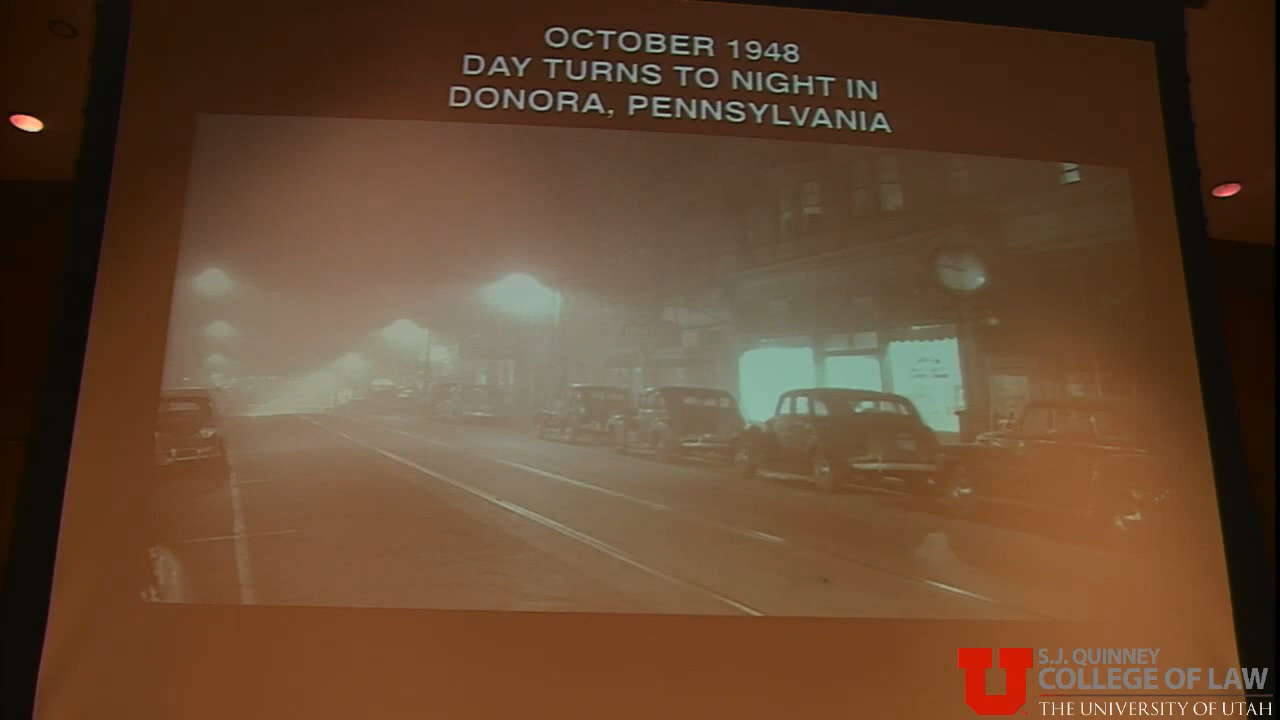 OCTOBER 1948
DAY TURNS TO NIGHT IN
DONORA, PENNSYLVANIA
U
S.J. QUINNEY
COLLEGE OF LAW
THE UNIVERSITY OF UTAH